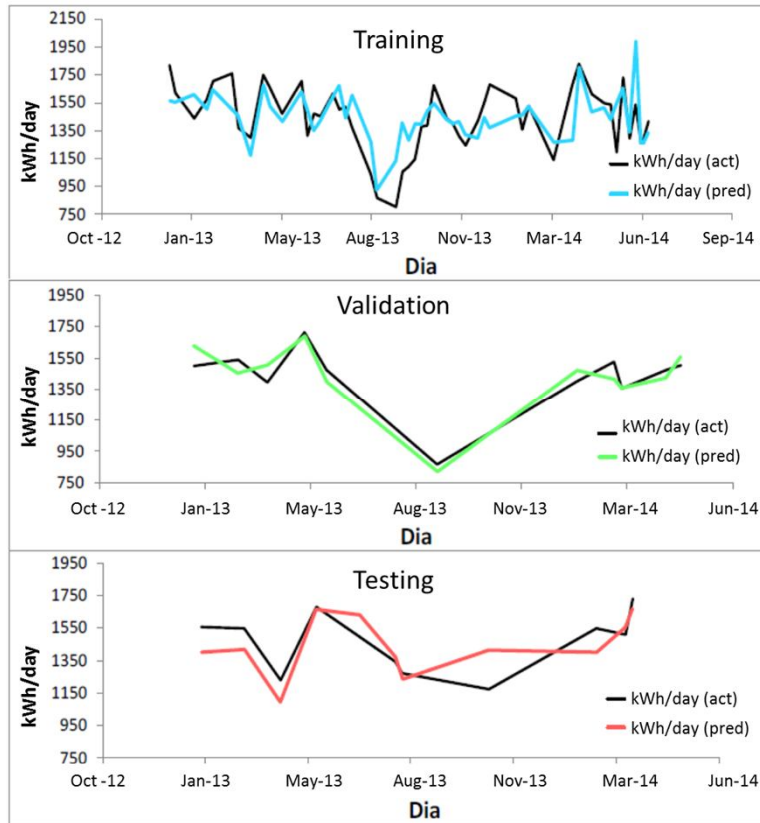 Training
2150
1950
1750
1550
1350
1150
950
750
kWh/day
kWh/day (act)
kWh/day (pred)
Oct -12 Jan-13 May-13 Aug-13 Nov-13 Mar-14 Jun-14 Sep-14
Dia
Validation
1950
1750
1550
1350
1150
950
750
kWh/day
kWh/day (act)
kWh/day (pred)
Oct -12 Jan-13 May-13 Aug-13 Nov-13 Mar-14 Jun-14
Dia
Testing
1950
1750
1550
1350
1150
950
750
kWh/day
kWh/day (act)
kWh/day (pred)
Oct -12 Jan-13 May-13 Aug-13 Nov-13 Mar-14 Jun-14
Dia